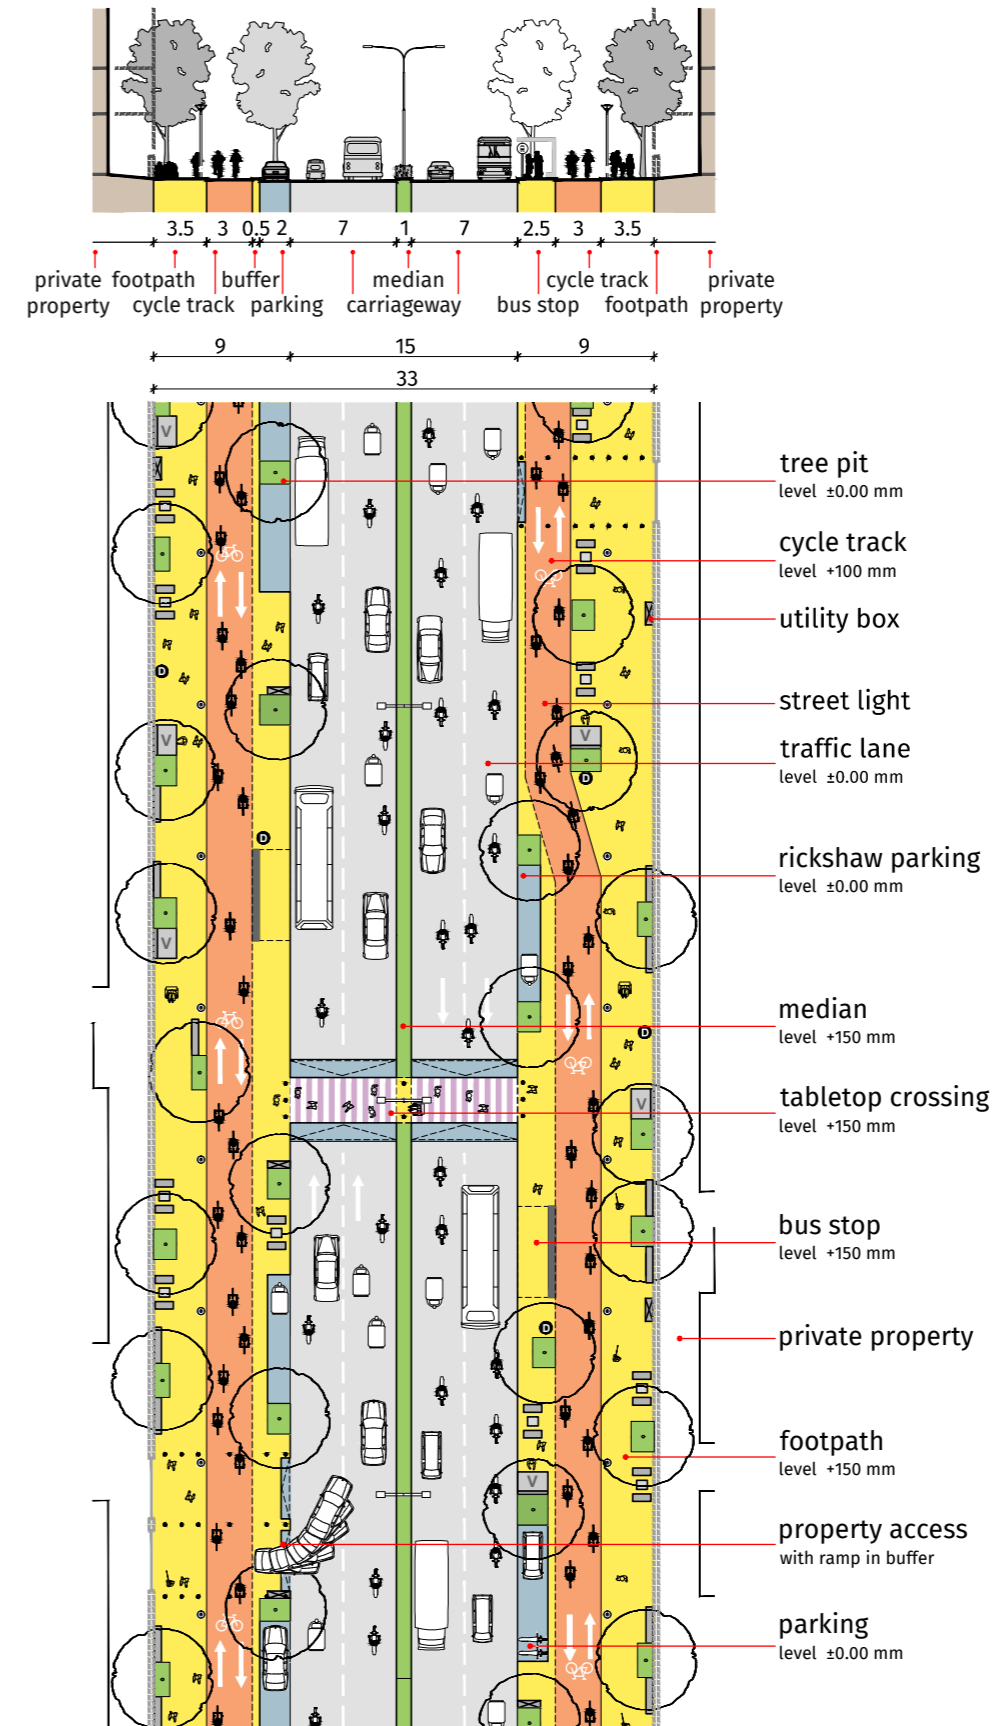 3.5 3 0.5 2 7 1 7 2.5 3 3.5
private footpath buffer median cycle track private
property cycle track parking carriageway bus stop footpath property
9 15 9
33
V
tree pit
level ±0.00 mm
cycle track
level +100 mm
utility box
D
street light
V
V
traffic lane
level ±0.00 mm
D
D
rickshaw parking
level ±0.00 mm
V
median
level +150 mm
D
tabletop crossing
level +150 mm
V
bus stop
level +150 mm
D
private property
footpath
level +150 mm
V
property access
with ramp in buffer
parking
level ±0.00 mm